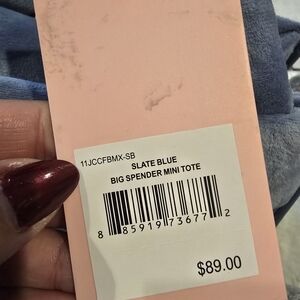 11JCCFBMX-SB
SLATE BLUE
BIG SPENDER MINI TOTE
8 85919 73677 2
$89.00